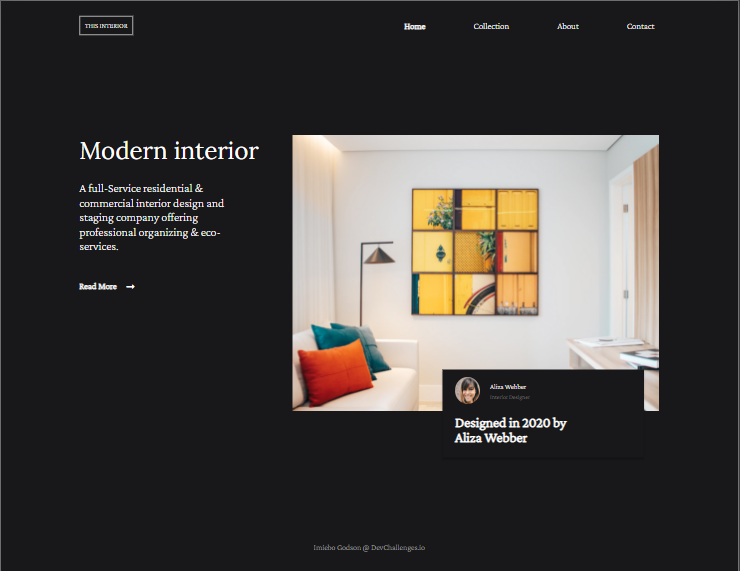 THIS INTERIOR
Home
Collection
About
Contact
Modern interior
A full-Service residential &
commercial interior design and
staging company offering
professional organizing & eco-
services.
Read More →
Aliza Webber
Interior Designer
Designed in 2020 by
Aliza Webber
Imiebo Godson @ DevChallenges.io